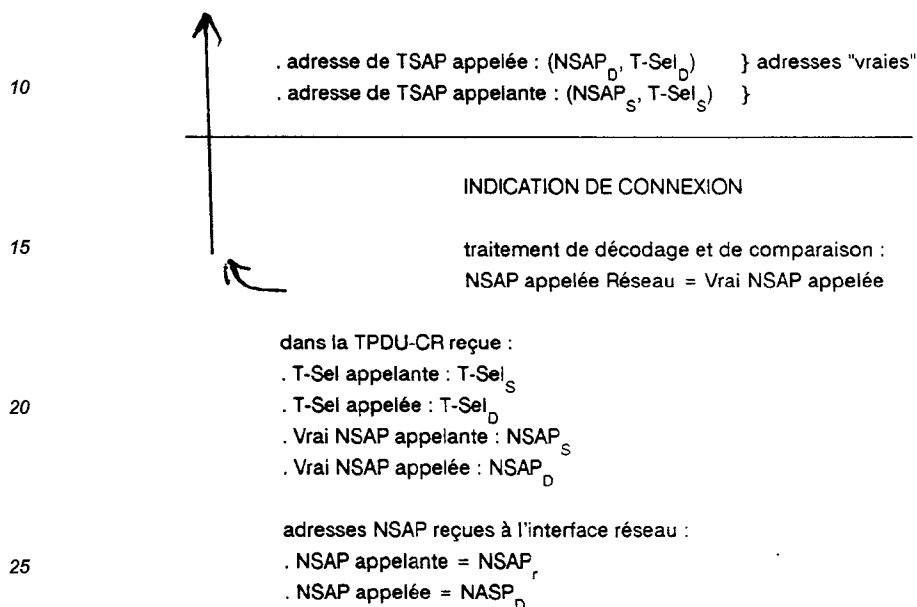 . adresse de TSAP appelée : (NSAP_D, T-Sel_D) } adresses "vraies"
10
. adresse de TSAP appelante : (NSAP_S, T-Sel_S) }
INDICATION DE CONNEXION
15 traitement de décodage et de comparaison :
NSAP appelée Réseau = Vrai NSAP appelée
dans la TPDU-CR reçue :
. T-Sel appelante : T-Sel_S
20 . T-Sel appelée : T-Sel_D
. Vrai NSAP appelante : NSAP_S
. Vrai NSAP appelée : NSAP_D
adresses NSAP reçues à l'interface réseau :
25 . NSAP appelante = NSAP_r
. NSAP appelée = NASP_D